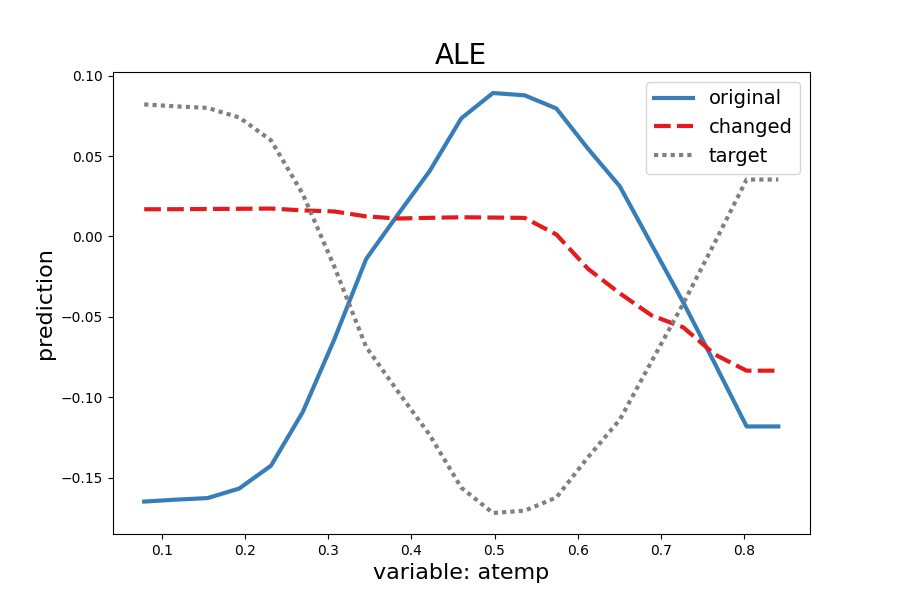 ALE
original
changed
target
0.10
0.05
0.00
−0.05
−0.10
−0.15
prediction
0.1 0.2 0.3 0.4 0.5 0.6 0.7 0.8
variable: atemp